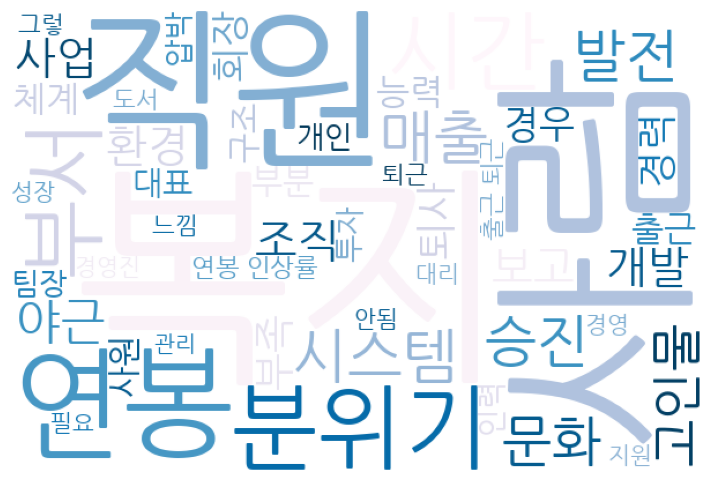 그렇
사업
직원
압박
회장
시간
발전
체계
도서
능력
환경
구조
개인
매출
경우
사람
경력
부서
대표
부분
퇴근
출근 퇴근
성장
느낌
조직
투자
퇴사
출근
경영진
연봉 인상률
대리
보고
개발
팀장
복지
야근
안됨
경영
사원
관리
부족
시스템
승진
고인물
연봉
필요
분위기
인력
문화
지원